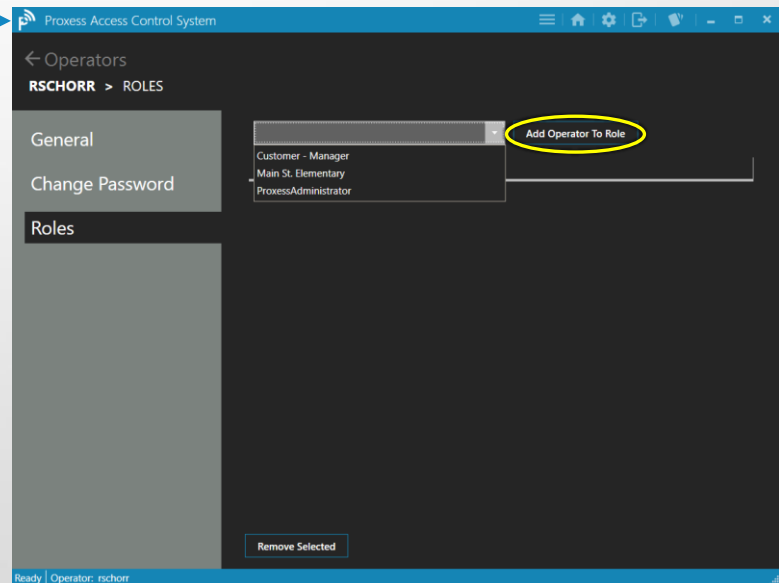 Proxess Access Control System
Operators
RSCHORR > ROLES
General
Change Password
Roles
Add Operator To Role
Customer - Manager
Main St. Elementary
ProxessAdministrator
Remove Selected
Ready | Operator: rschorr